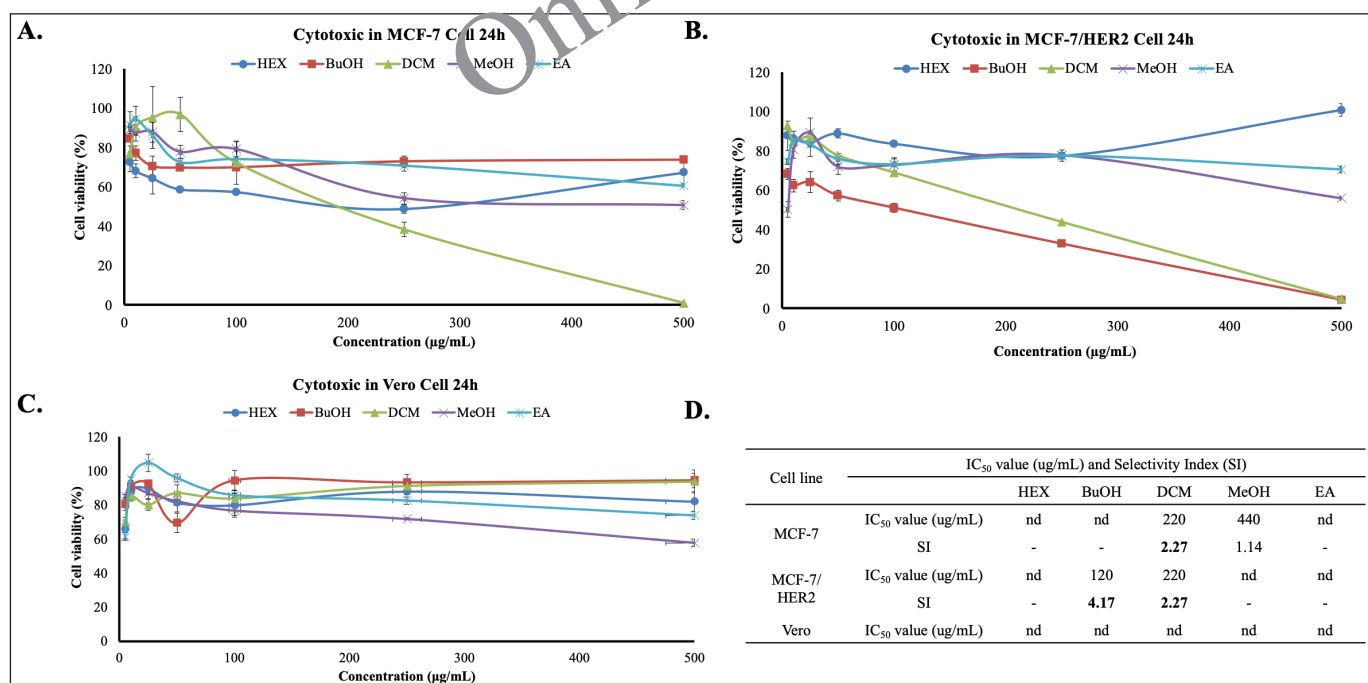 A.
Cytotoxic in MCF-7 Cell 24h
HEX BuOH DCM MeOH EA
Cell viability (%)
120
100
80
60
40
20
0
0 100 200 300 400 500
Concentration (µg/mL)
B.
Cytotoxic in MCF-7/HER2 Cell 24h
HEX BuOH DCM MeOH EA
Cell viability (%)
120
100
80
60
40
20
0
0 100 200 300 400 500
Concentration (µg/mL)
C.
Cytotoxic in Vero Cell 24h
HEX BuOH DCM MeOH EA
Cell viability (%)
120
100
80
60
40
20
0
0 100 200 300 400 500
Concentration (µg/mL)
D.
Cell line IC50 value (ug/mL) and Selectivity Index (SI)
HEX BuOH DCM MeOH EA
MCF-7 IC50 value (ug/mL) nd nd 220 440 nd
SI - - 2.27 1.14 -
MCF-7/HER2 IC50 value (ug/mL) nd 120 220 nd nd
SI - 4.17 2.27 - -
Vero IC50 value (ug/mL) nd nd nd nd nd